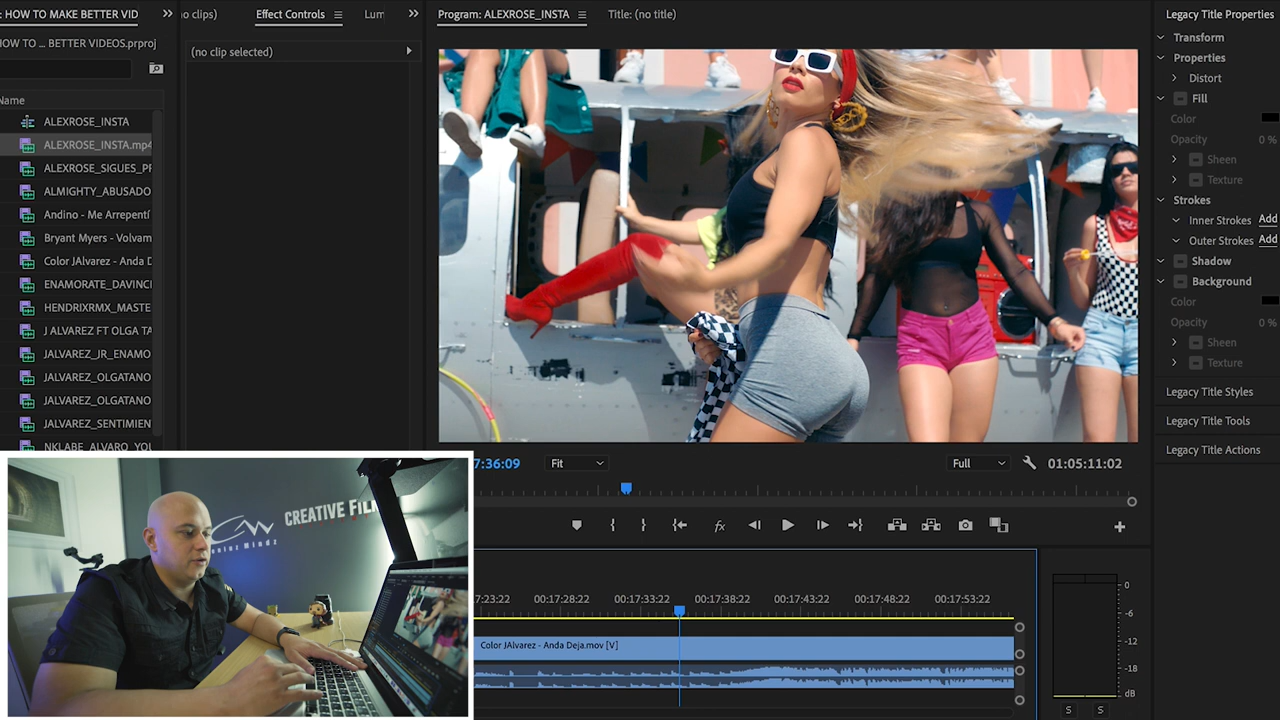 : HOW TO MAKE BETTER VID
Effect Controls
Lum
Program: ALEXROSE_INSTA
Title: (no title)
Legacy Title Properties
o clips)
HOW TO ... BETTER VIDEOS.prproj
(no clip selected)
Name
ALEXROSE_INSTA
ALEXROSE_INSTA.mp4
ALEXROSE_SIGUES_PR
ALMIGHTY_ABUSADO
Andino - Me Arrepentí
Bryant Myers - Volvam
Color JAlvarez - Anda D
ENAMORATE_DAVINCI
HENDRIXRMX_MASTE
J ALVAREZ FT OLGA TA
JALVAREZ_JR_ENAMO
JALVAREZ_OLGATANO
JALVAREZ_OLGATANO
JALVAREZ_SENTIMIEN
NKLABE_ALVARO_YOU
Transform
Properties
Distort
Fill
Color
Opacity 0 %
Sheen
Texture
Strokes
Inner Strokes Add
Outer Strokes Add
Shadow
Background
Color
Opacity 0 %
Sheen
Texture
Legacy Title Styles
Legacy Title Tools
Legacy Title Actions
7:36:09
Fit
Full
01:05:11:02
fx
CREATIVE FIL
7:23:22
00:17:28:22
00:17:33:22
00:17:38:22
00:17:43:22
00:17:48:22
00:17:53:22
Color JAlvarez - Anda Deja.mov [V]
0
-6
-12
-18
dB
S S